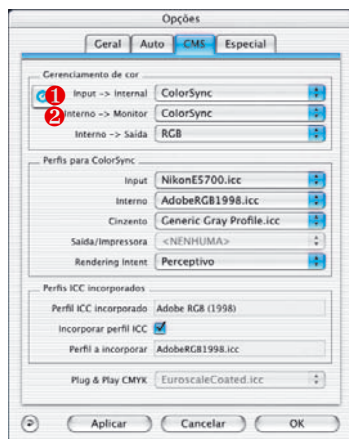 Opções
Geral Auto CMS Especial
Gerenciamento de cor
1 Input -> Internal ColorSync
2 Interno -> Monitor ColorSync
Interno -> Saída RGB
Perfis para ColorSync
Input NikonE5700.icc
Interno AdobeRGB1998.icc
Cinzento Generic Gray Profile.icc
Saída/Impressora <NENHUMA>
Rendering Intent Perceptivo
Perfis ICC incorporados
Perfil ICC incorporado Adobe RGB (1998)
Incorporar perfil ICC
Perfil a incorporar AdobeRGB1998.icc
Plug & Play CMYK EuroscaleCoated.icc
Aplicar Cancelar OK